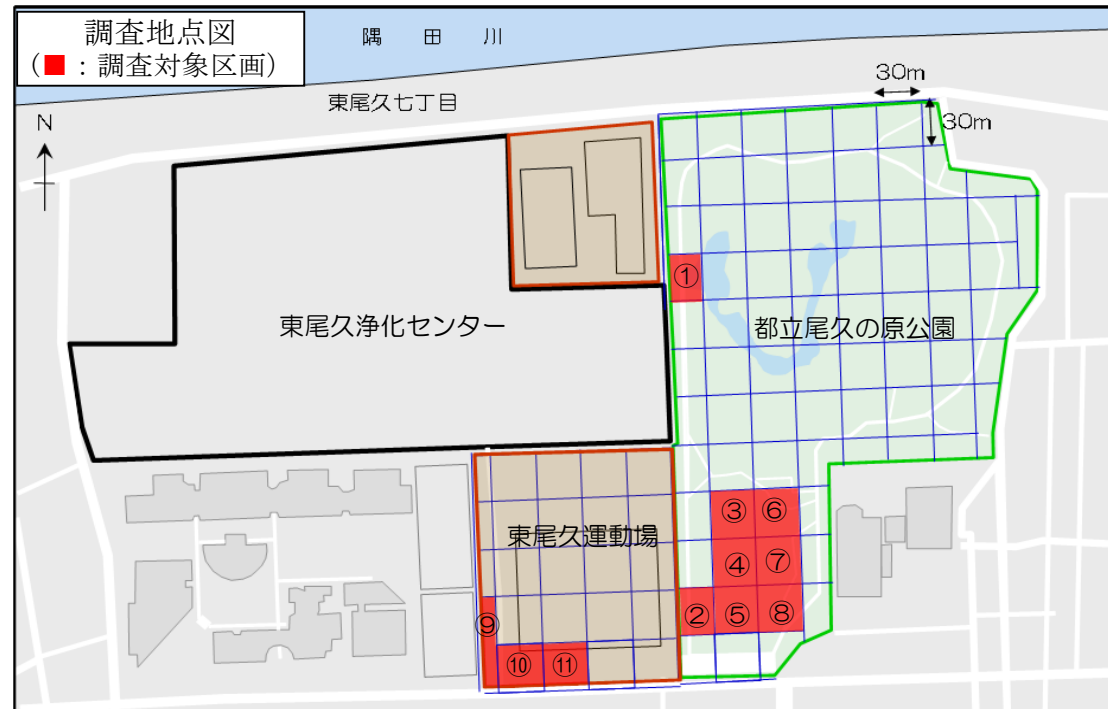 調査地点図
(■：調査対象区画)
隅田川
30m
東尾久七丁目
30m
N
①
東尾久浄化センター
都立尾久の原公園
③ ⑥
東尾久運動場
④ ⑦
② ⑤ ⑧
⑨
⑩ ⑪